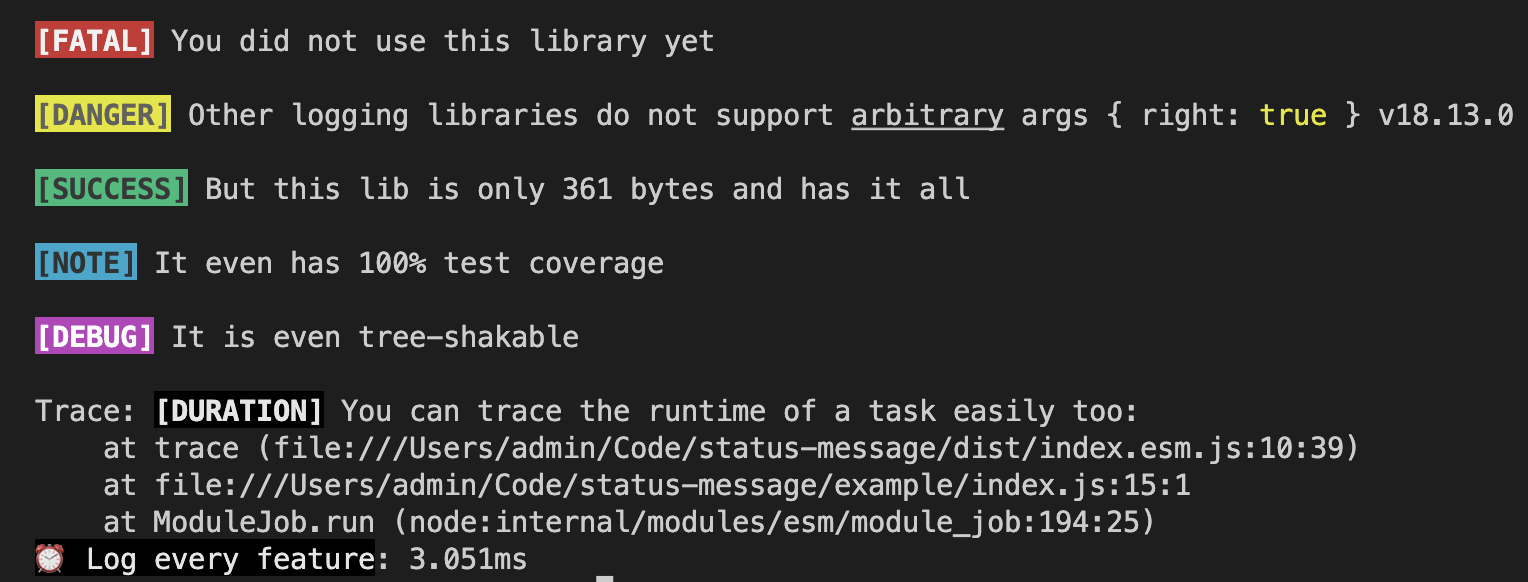 [FATAL] You did not use this library yet
[DANGER] Other logging libraries do not support arbitrary args { right: true } v18.13.0
[SUCCESS] But this lib is only 361 bytes and has it all
[NOTE] It even has 100% test coverage
[DEBUG] It is even tree-shakable
Trace: [DURATION] You can trace the runtime of a task easily too:
    at trace (file:///Users/admin/Code/status-message/dist/index.esm.js:10:39)
    at file:///Users/admin/Code/status-message/example/index.js:15:1
    at ModuleJob.run (node:internal/modules/esm/module_job:194:25)
⏰ Log every feature: 3.051ms